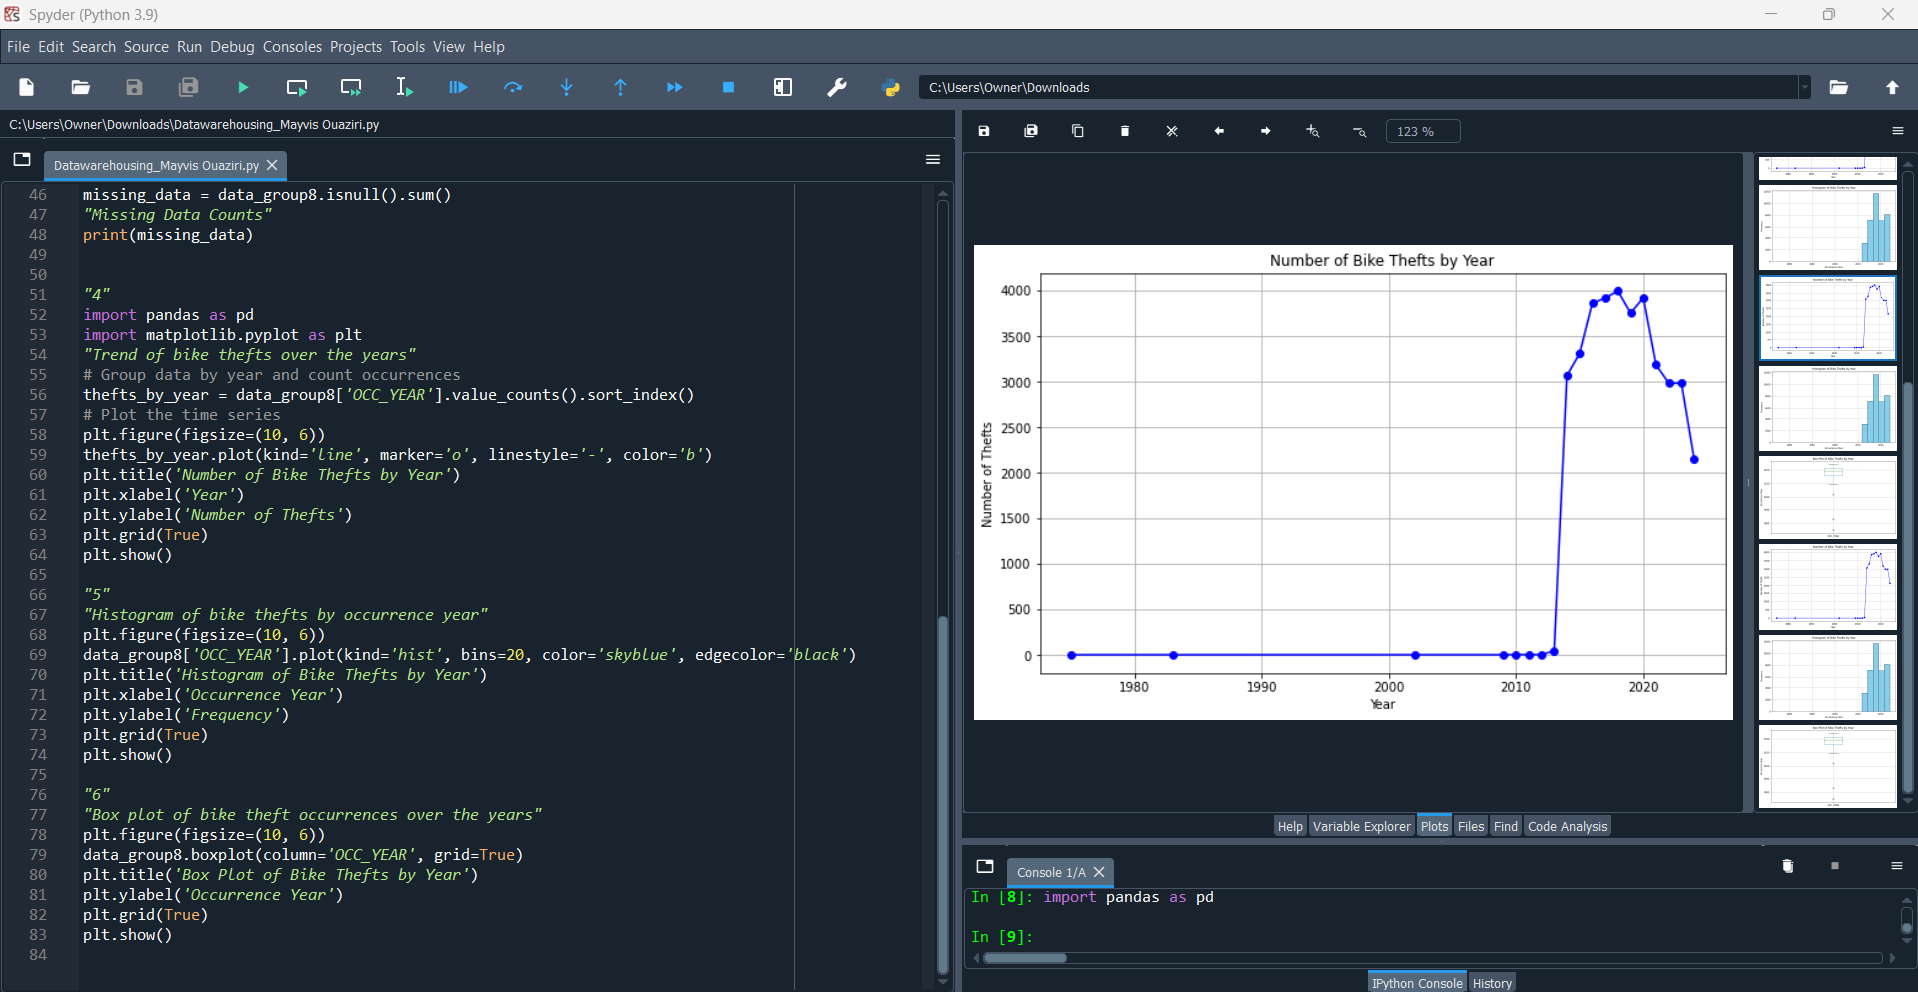 Spyder (Python 3.9)
File Edit Search Source Run Debug Consoles Projects Tools View Help
C:\Users\Owner\Downloads
C:\Users\Owner\Downloads\Datawarehousing_Mayvis Ouaziri.py
Datawarehousing_Mayvis Ouaziri.py
46 missing_data = data_group8.isnull().sum()
47 "Missing Data Counts"
48 print(missing_data)
49
50
51 "4"
52 import pandas as pd
53 import matplotlib.pyplot as plt
54 "Trend of bike thefts over the years"
55 # Group data by year and count occurrences
56 thefts_by_year = data_group8['OCC_YEAR'].value_counts().sort_index()
57 # Plot the time series
58 plt.figure(figsize=(10, 6))
59 thefts_by_year.plot(kind='line', marker='o', linestyle='-', color='b')
60 plt.title('Number of Bike Thefts by Year')
61 plt.xlabel('Year')
62 plt.ylabel('Number of Thefts')
63 plt.grid(True)
64 plt.show()
65
66 "5"
67 "Histogram of bike thefts by occurrence year"
68 plt.figure(figsize=(10, 6))
69 data_group8['OCC_YEAR'].plot(kind='hist', bins=20, color='skyblue', edgecolor='black')
70 plt.title('Histogram of Bike Thefts by Year')
71 plt.xlabel('Occurrence Year')
72 plt.ylabel('Frequency')
73 plt.grid(True)
74 plt.show()
75
76 "6"
77 "Box plot of bike theft occurrences over the years"
78 plt.figure(figsize=(10, 6))
79 data_group8.boxplot(column='OCC_YEAR', grid=True)
80 plt.title('Box Plot of Bike Thefts by Year')
81 plt.ylabel('Occurrence Year')
82 plt.grid(True)
83 plt.show()
84
123 %
Number of Bike Thefts by Year
4000
3500
3000
2500
2000
1500
1000
500
0
Number of Thefts
1980 1990 2000 2010 2020
Year
Help Variable Explorer Plots Files Find Code Analysis
Console 1/A
In [8]: import pandas as pd
In [9]:
IPython Console History